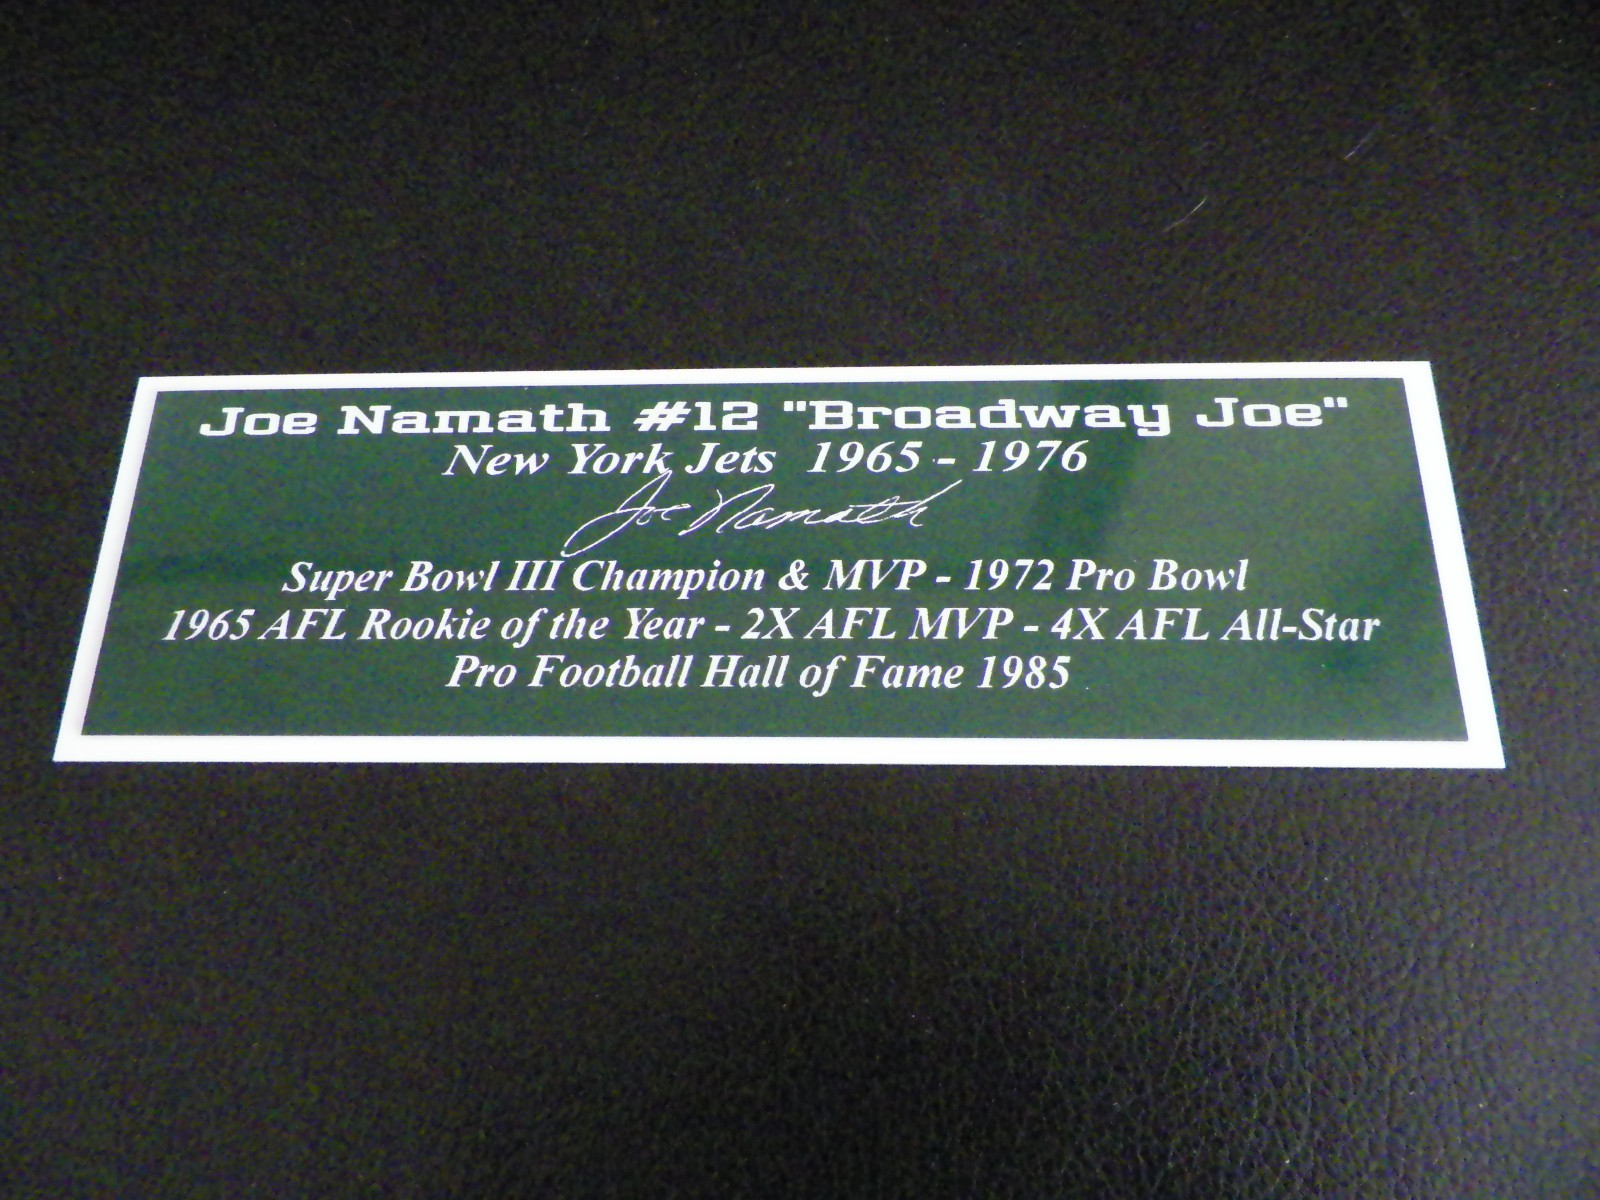 Joe Namath #12 "Broadway Joe"
New York Jets 1965 - 1976
Joe Namath
Super Bowl III Champion & MVP - 1972 Pro Bowl
1965 AFL Rookie of the Year - 2X AFL MVP - 4X AFL All-Star
Pro Football Hall of Fame 1985